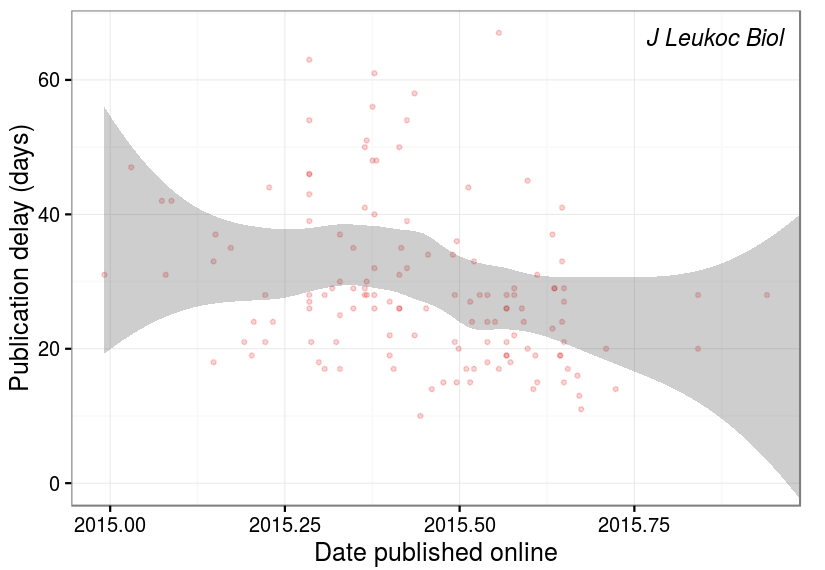 J Leukoc Biol
Publication delay (days)
60
40
20
0
2015.00 2015.25 2015.50 2015.75
Date published online